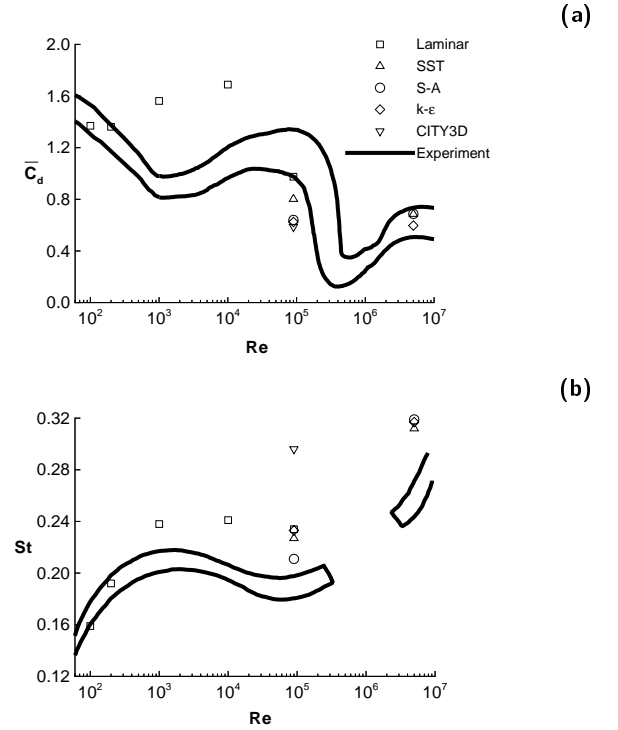 (a)
2.0
1.6
1.2
0.8
0.4
0.0
C̅d
Laminar
SST
S-A
k-ε
CITY3D
Experiment
10² 10³ 10⁴ 10⁵ 10⁶ 10⁷
Re
(b)
0.32
0.28
0.24
0.20
0.16
0.12
St
10² 10³ 10⁴ 10⁵ 10⁶ 10⁷
Re